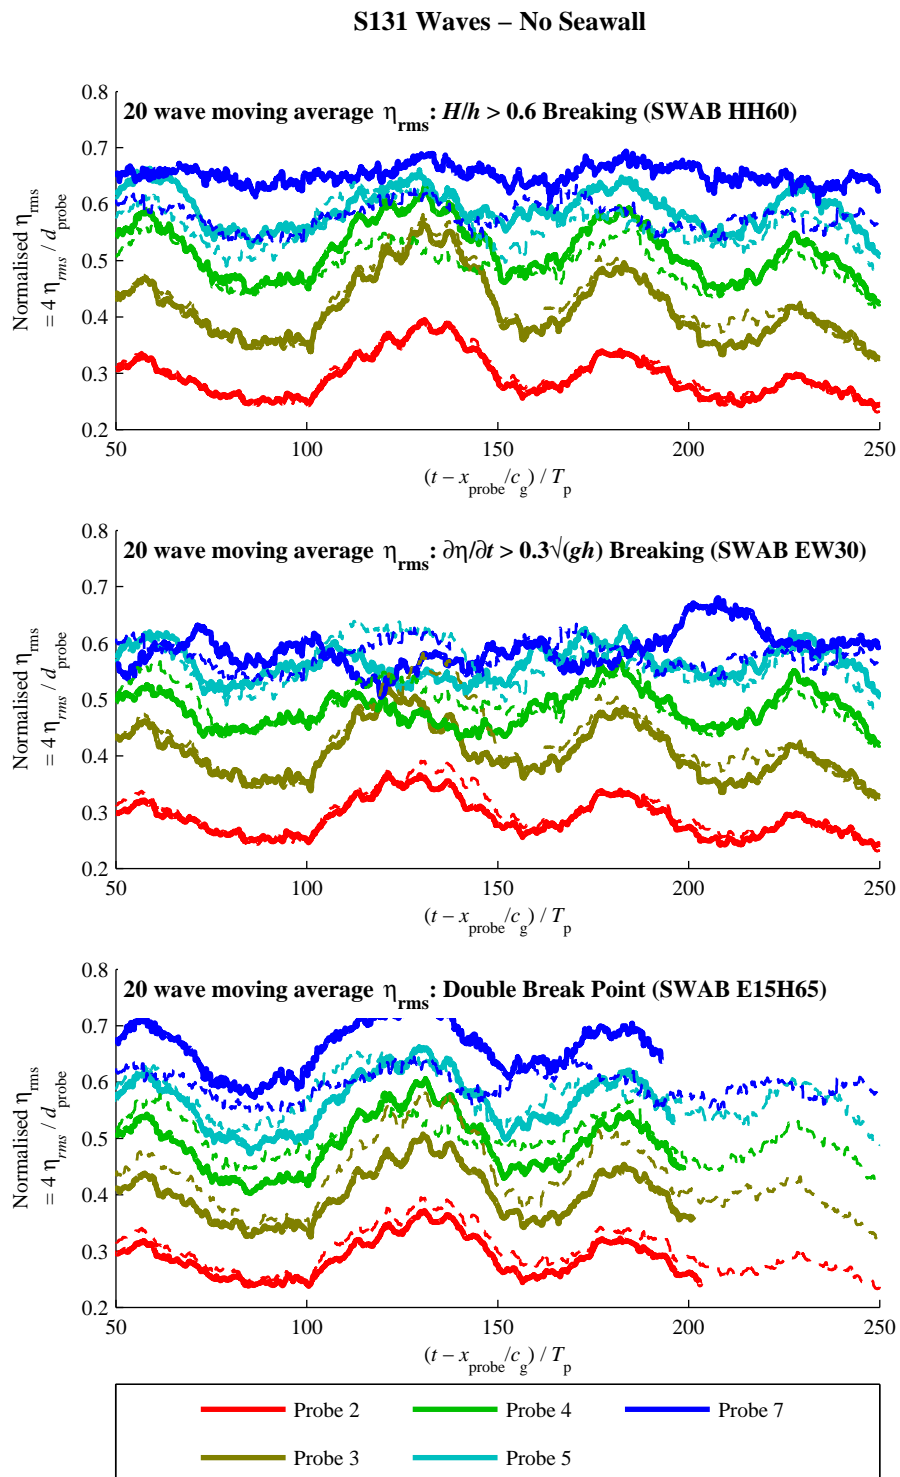 S131 Waves – No Seawall
0.8
20 wave moving average ηrms: H/h > 0.6 Breaking (SWAB HH60)
0.7
0.6
0.5
0.4
0.3
0.2
Normalised ηrms
= 4 ηrms / dprobe
50 100 150 200 250
(t – xprobe/cg) / Tp
0.8
20 wave moving average ηrms: ∂η/∂t > 0.3√(gh) Breaking (SWAB EW30)
0.7
0.6
0.5
0.4
0.3
0.2
Normalised ηrms
= 4 ηrms / dprobe
50 100 150 200 250
(t – xprobe/cg) / Tp
0.8
20 wave moving average ηrms: Double Break Point (SWAB E15H65)
0.7
0.6
0.5
0.4
0.3
0.2
Normalised ηrms
= 4 ηrms / dprobe
50 100 150 200 250
(t – xprobe/cg) / Tp
Probe 2 Probe 4 Probe 7
Probe 3 Probe 5